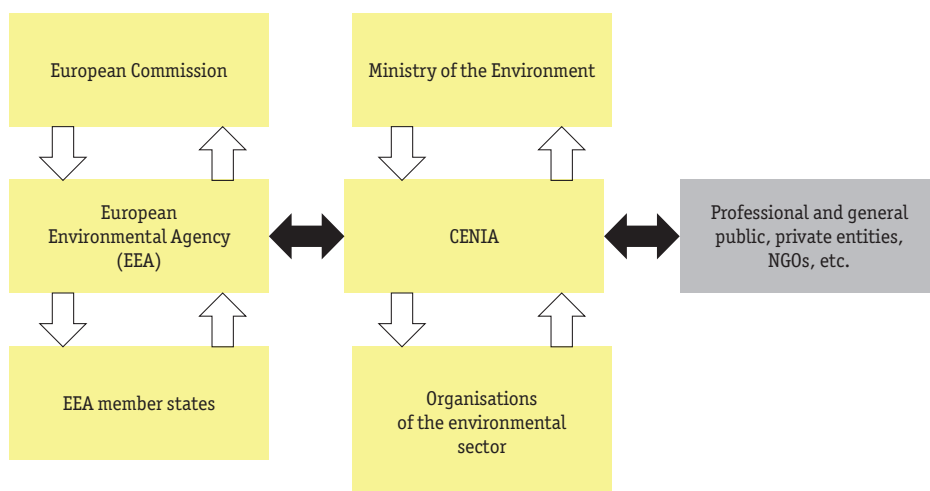 European Commission
Ministry of the Environment
European
Environmental Agency
(EEA)
CENIA
Professional and general
public, private entities,
NGOs, etc.
EEA member states
Organisations
of the environmental
sector